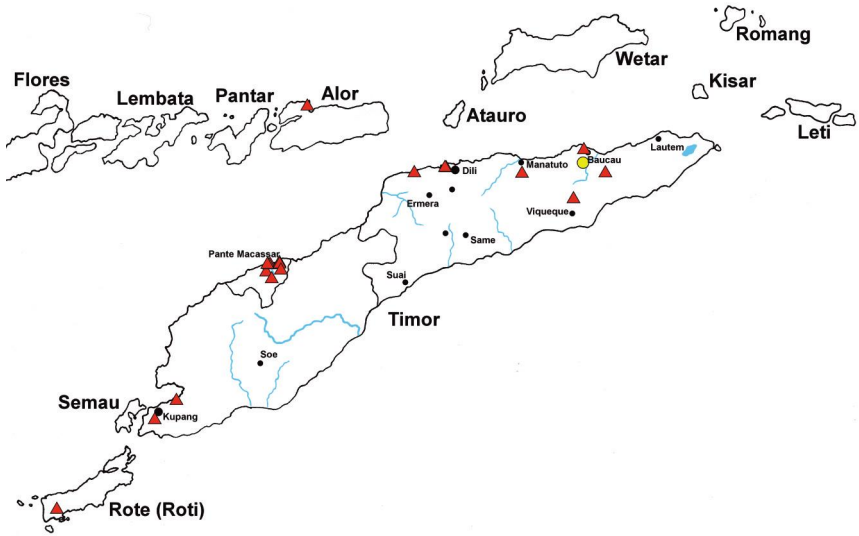 Romang
Wetar
Flores
Kisar
Lembata
Pantar
Alor
Atauro
Leti
Lautem
Manatuto
Baucau
Dili
Ermera
Viqueque
Same
Pante Macassar
Suai
Timor
Soe
Semau
Kupang
Rote (Roti)